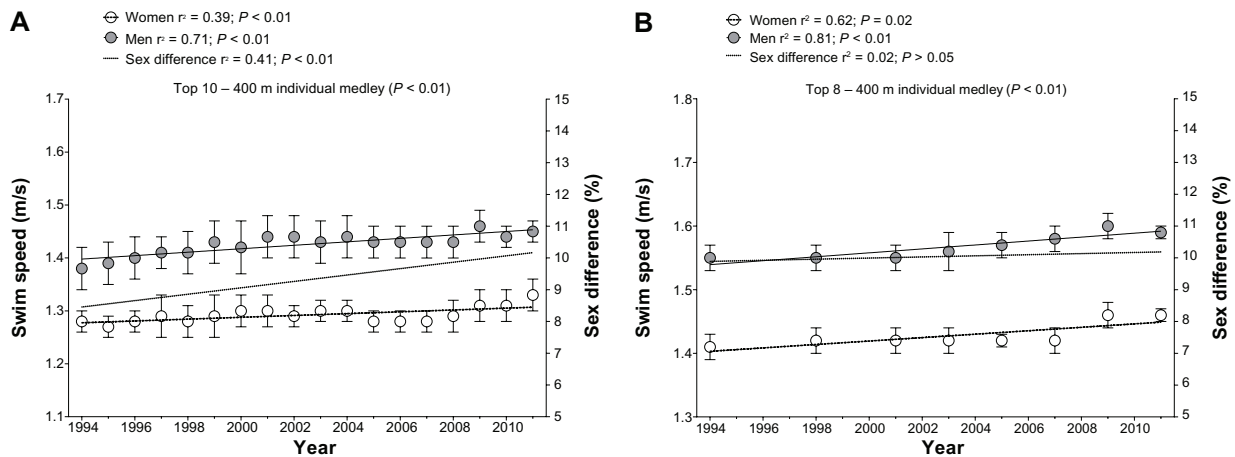 A
Women r² = 0.39; P < 0.01
Men r² = 0.71; P < 0.01
Sex difference r² = 0.41; P < 0.01
Top 10 – 400 m individual medley (P < 0.01)
1.7
1.6
1.5
1.4
1.3
1.2
1.1
Swim speed (m/s)
15
14
13
12
11
10
9
8
7
6
5
Sex difference (%)
1994 1996 1998 2000 2002 2004 2006 2008 2010
Year
B
Women r² = 0.62; P = 0.02
Men r² = 0.81; P < 0.01
Sex difference r² = 0.02; P > 0.05
Top 8 – 400 m individual medley (P < 0.01)
1.8
1.7
1.6
1.5
1.4
1.3
Swim speed (m/s)
15
14
13
12
11
10
9
8
7
6
5
Sex difference (%)
1994 1996 1998 2000 2002 2004 2006 2008 2010
Year